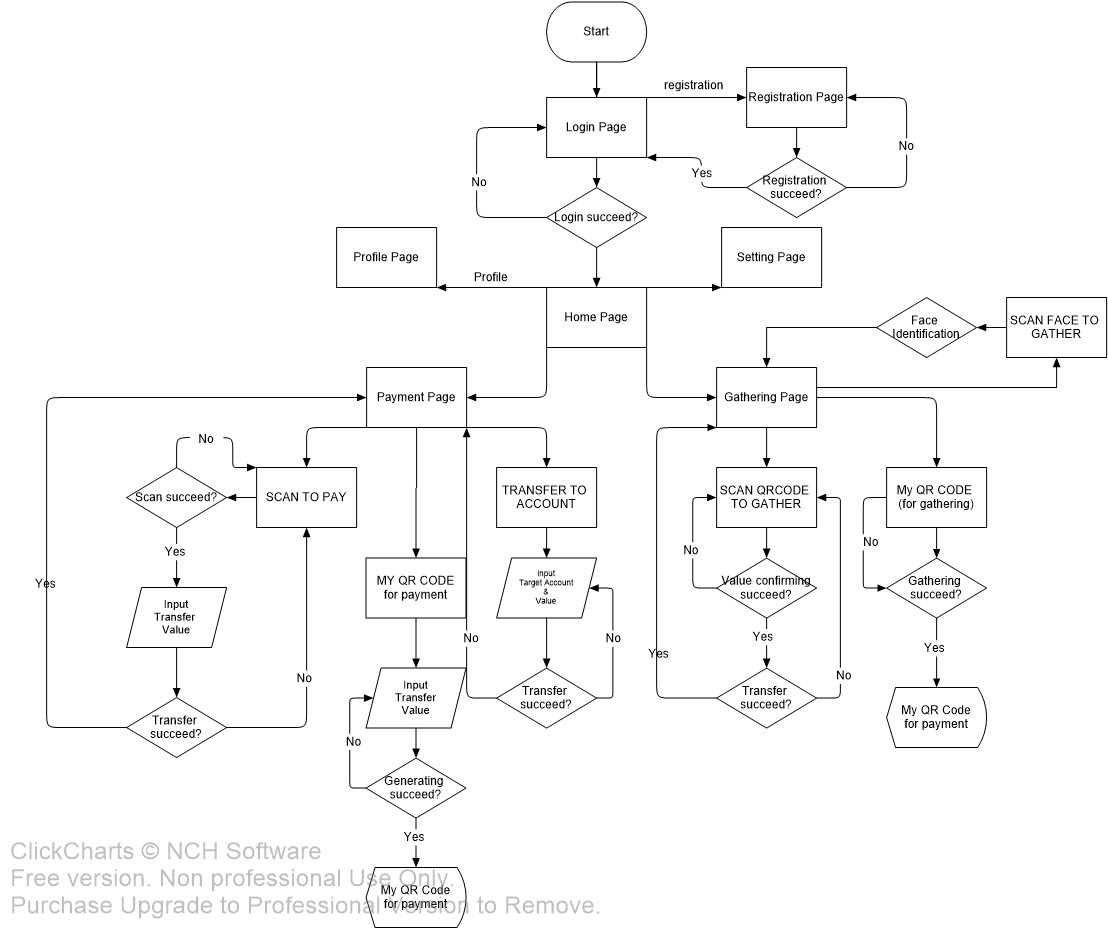 Start
registration
Registration Page
Login Page
No
Yes
No
Registration
succeed?
Login succeed?
Profile Page
Setting Page
Profile
Home Page
Face
Identification
SCAN FACE TO
GATHER
Payment Page
Gathering Page
No
Scan succeed?
SCAN TO PAY
TRANSFER TO
ACCOUNT
SCAN QRCODE
TO GATHER
My QR CODE
(for gathering)
Yes
No
No
Yes
MY QR CODE
for payment
Input
Target Account
&
Value
Value confirming
succeed?
Gathering
succeed?
Input
Transfer
Value
No
No
Yes
Yes
Yes
No
No
Input
Transfer
Value
Transfer
succeed?
Transfer
succeed?
Transfer
succeed?
My QR Code
for payment
No
Generating
succeed?
Yes
My QR Code
for payment
ClickCharts © NCH Software
Free version. Non professional Use Only.
Purchase Upgrade to Professional Version to Remove.